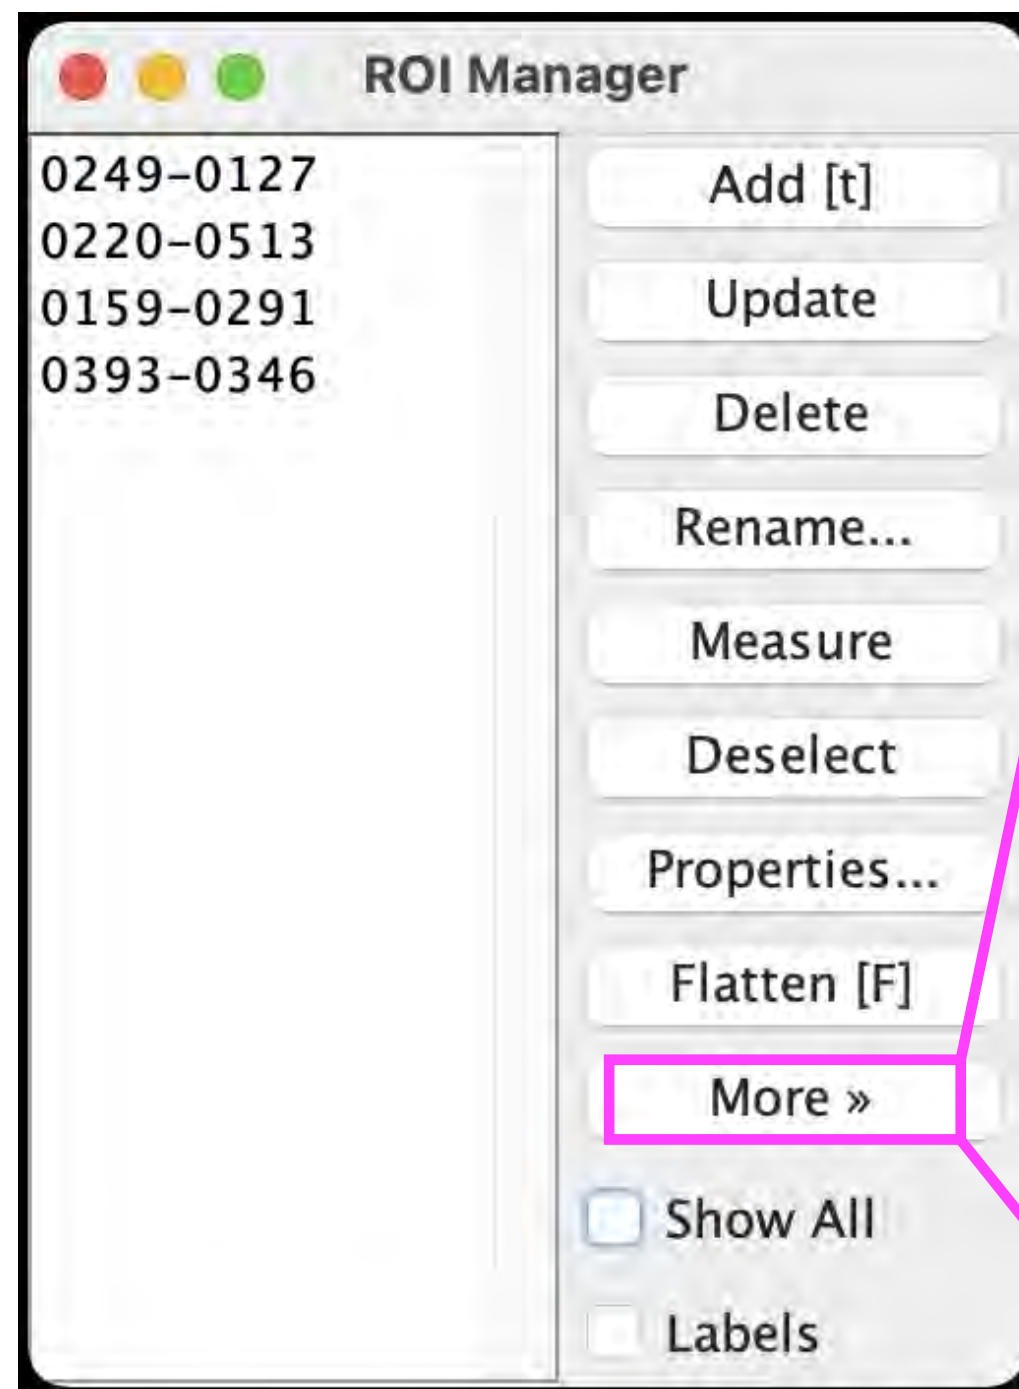 ROI Manager
0249-0127
0220-0513
0159-0291
0393-0346
Add [t]
Update
Delete
Rename...
Measure
Deselect
Properties...
Flatten [F]
More »
Show All
Labels